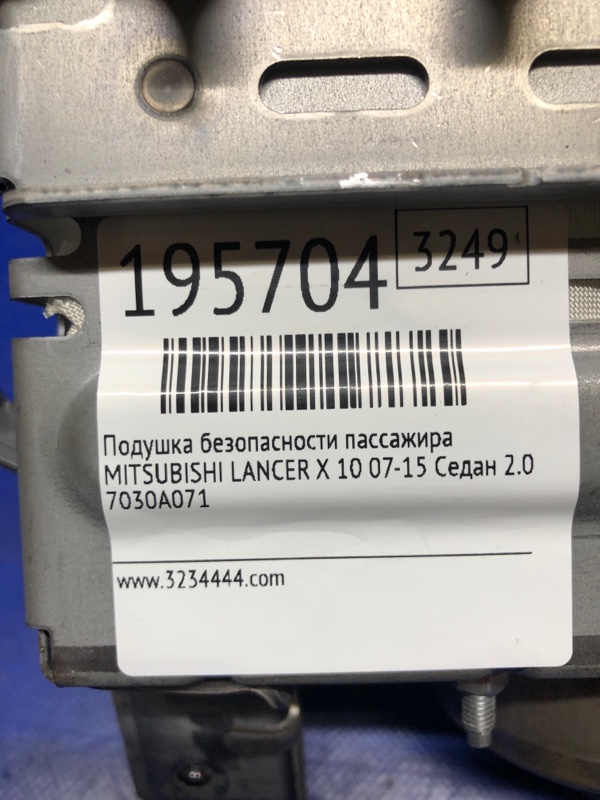 195704
3249
Подушка безопасности пассажира
MITSUBISHI LANCER X 10 07-15 Седан 2.0
7030A071
www.3234444.com